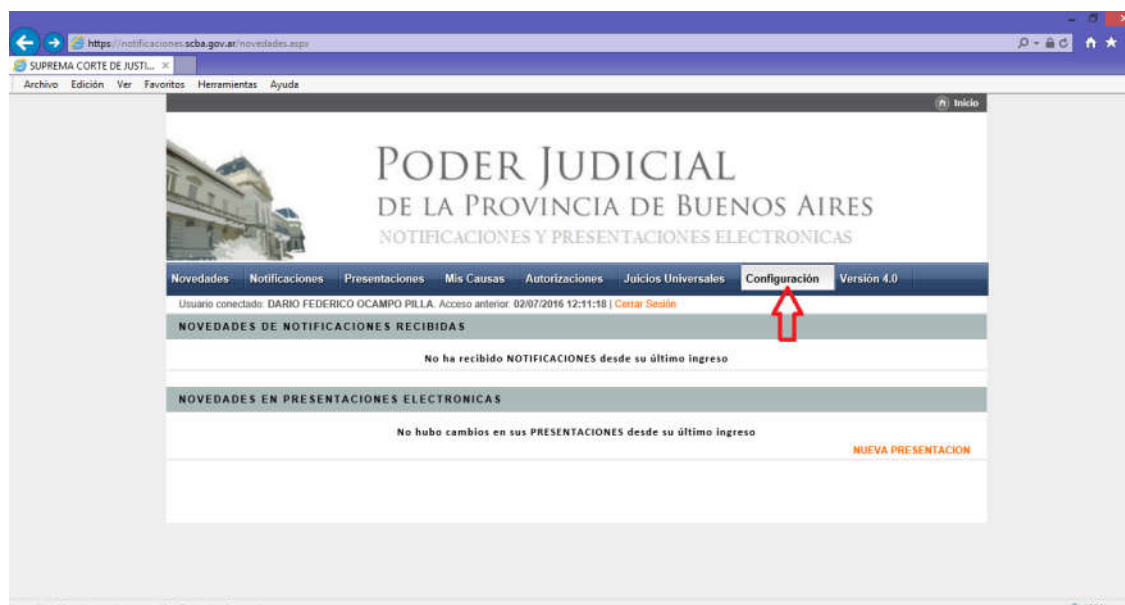 https://notificaciones.scba.gov.ar/novedades.aspx
SUPREMA CORTE DE JUSTI...
Archivo Edición Ver Favoritos Herramientas Ayuda
Inicio
PODER JUDICIAL
DE LA PROVINCIA DE BUENOS AIRES
NOTIFICACIONES Y PRESENTACIONES ELECTRONICAS
Novedades Notificaciones Presentaciones Mis Causas Autorizaciones Juicios Universales Configuración Versión 4.0
Usuario conectado: DARIO FEDERICO OCAMPO PILLA. Acceso anterior: 02/07/2016 12:11:18 | Cerrar Sesión
NOVEDADES DE NOTIFICACIONES RECIBIDAS
No ha recibido NOTIFICACIONES desde su último ingreso
NOVEDADES EN PRESENTACIONES ELECTRONICAS
No hubo cambios en sus PRESENTACIONES desde su último ingreso
NUEVA PRESENTACION